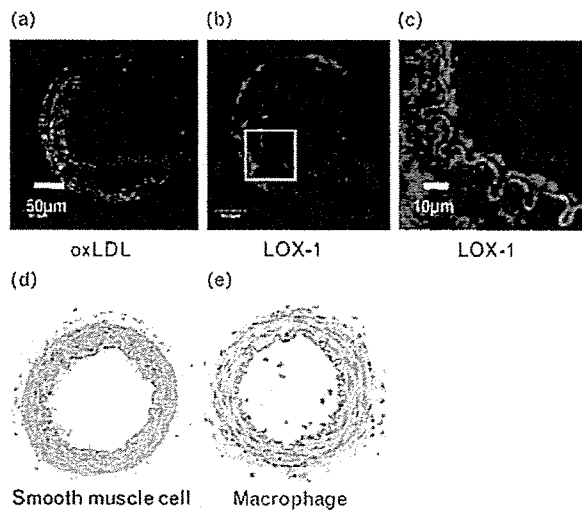 (a) (b) (c)
50μm
10μm
oxLDL LOX-1 LOX-1
(d) (e)
Smooth muscle cell Macrophage